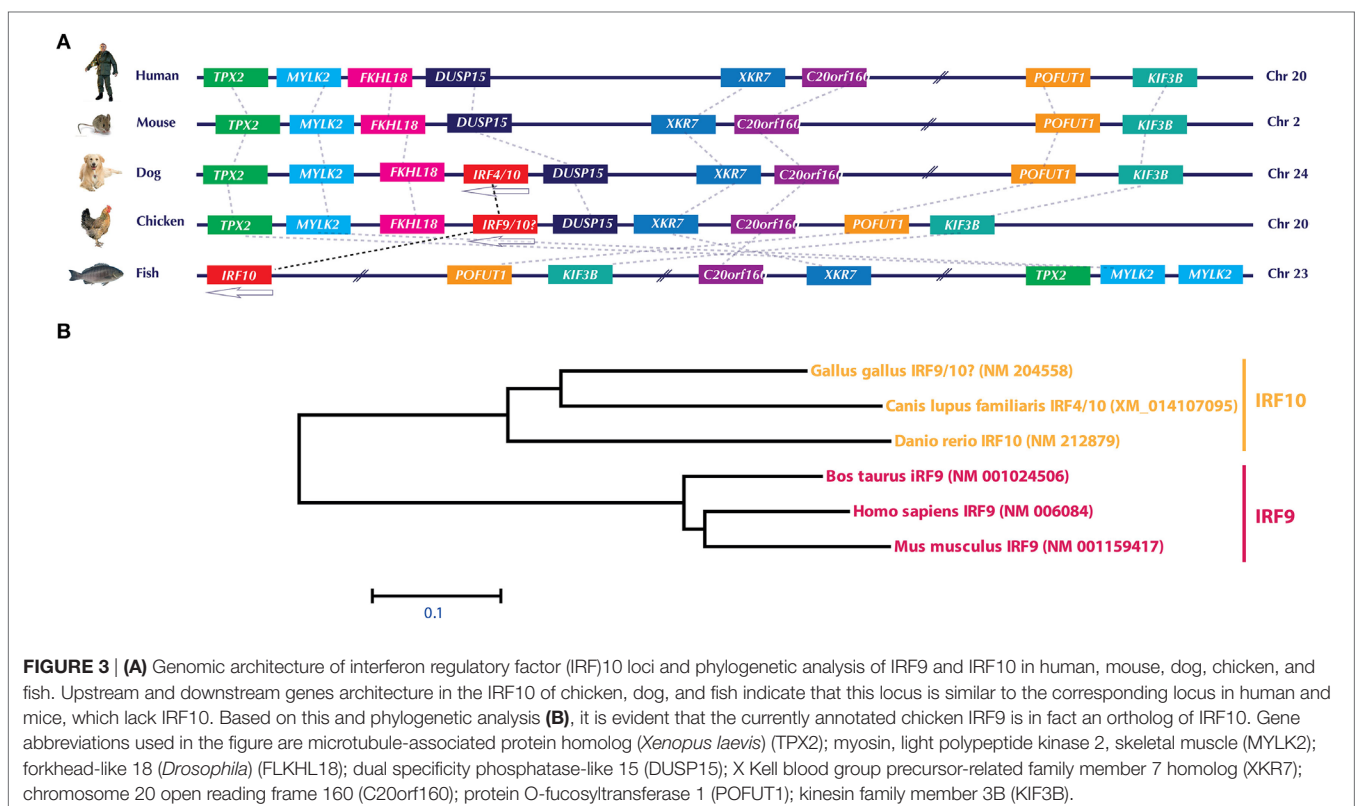 A
Human TPX2 MYLK2 FKHL18 DUSP15 XKR7 C20orf160 // POFUT1 KIF3B Chr 20
Mouse TPX2 MYLK2 FKHL18 DUSP15 XKR7 C20orf160 // POFUT1 KIF3B Chr 2
Dog TPX2 MYLK2 FKHL18 IRF4/10 DUSP15 XKR7 C20orf160 // POFUT1 KIF3B Chr 24
Chicken TPX2 MYLK2 FKHL18 IRF9/10? DUSP15 XKR7 C20orf160 POFUT1 KIF3B Chr 20
Fish IRF10 // POFUT1 KIF3B // C20orf160 XKR7 // TPX2 MYLK2 MYLK2 Chr 23
B
Gallus gallus IRF9/10? (NM 204558)
Canis lupus familiaris IRF4/10 (XM_014107095)
IRF10
Danio rerio IRF10 (NM 212879)
Bos taurus iRF9 (NM 001024506)
Homo sapiens IRF9 (NM 006084)
IRF9
Mus musculus IRF9 (NM 001159417)
0.1
FIGURE 3 | (A) Genomic architecture of interferon regulatory factor (IRF)10 loci and phylogenetic analysis of IRF9 and IRF10 in human, mouse, dog, chicken, and
fish. Upstream and downstream genes architecture in the IRF10 of chicken, dog, and fish indicate that this locus is similar to the corresponding locus in human and
mice, which lack IRF10. Based on this and phylogenetic analysis (B), it is evident that the currently annotated chicken IRF9 is in fact an ortholog of IRF10. Gene
abbreviations used in the figure are microtubule-associated protein homolog (Xenopus laevis) (TPX2); myosin, light polypeptide kinase 2, skeletal muscle (MYLK2);
forkhead-like 18 (Drosophila) (FLKHL18); dual specificity phosphatase-like 15 (DUSP15); X Kell blood group precursor-related family member 7 homolog (XKR7);
chromosome 20 open reading frame 160 (C20orf160); protein O-fucosyltransferase 1 (POFUT1); kinesin family member 3B (KIF3B).